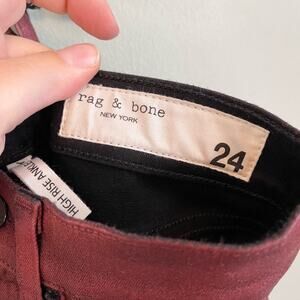 rag & bone
NEW YORK
24
HIGH RISE ANKLE